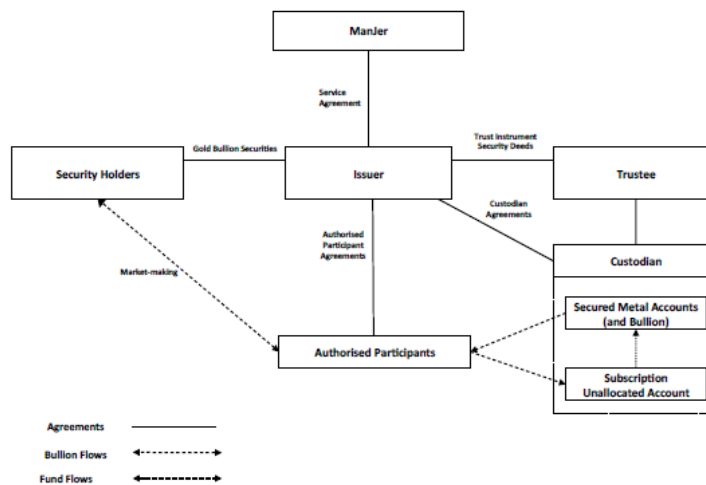 ManJer
Service
Agreement
Gold Bullion Securities
Trust Instrument
Security Deeds
Security Holders
Issuer
Trustee
Custodian
Agreements
Authorised
Participant
Agreements
Custodian
Market-making
Secured Metal Accounts
(and Bullion)
Authorised Participants
Subscription
Unallocated Account
Agreements
Bullion Flows
Fund Flows